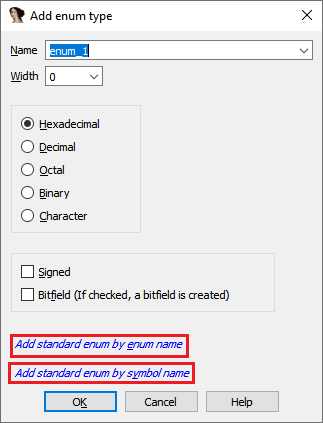 Add enum type
Name enum_1
Width 0
Hexadecimal
Decimal
Octal
Binary
Character
Signed
Bitfield (If checked, a bitfield is created)
Add standard enum by enum name
Add standard enum by symbol name
OK Cancel Help